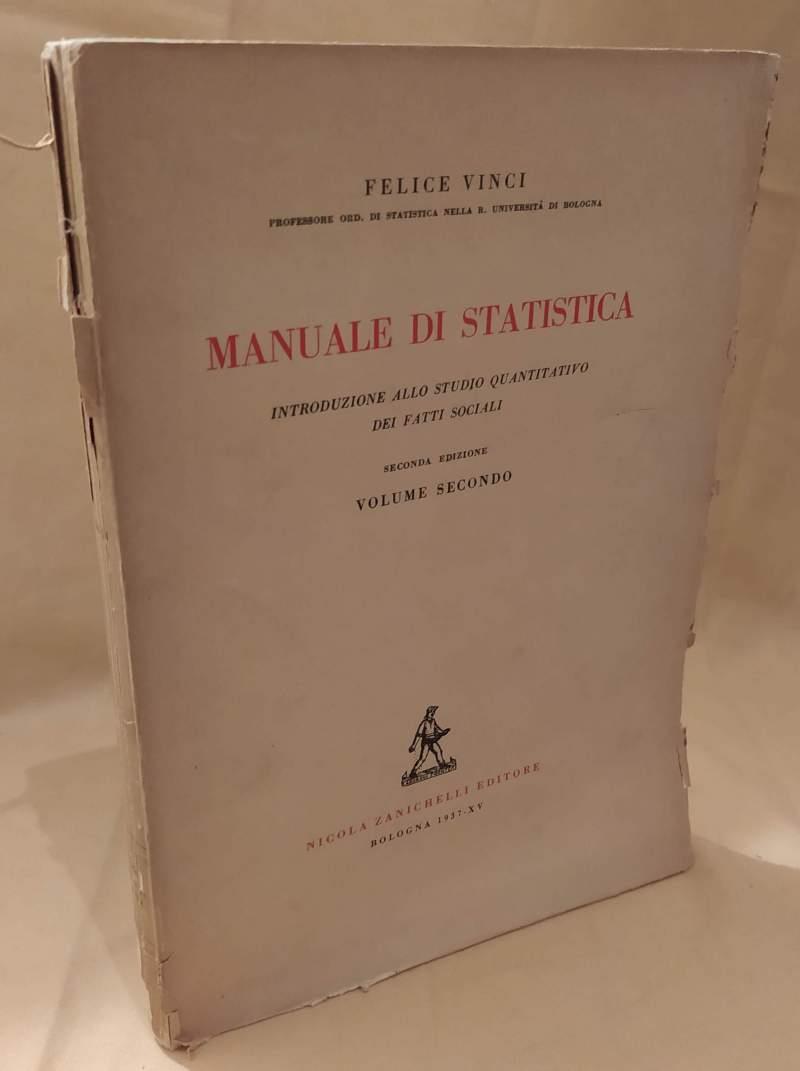 FELICE VINCI
PROFESSORE ORD. DI STATISTICA NELLA R. UNIVERSITÀ DI BOLOGNA
MANUALE DI STATISTICA
INTRODUZIONE ALLO STUDIO QUANTITATIVO
DEI FATTI SOCIALI
SECONDA EDIZIONE
VOLUME SECONDO
NICOLA ZANICHELLI EDITORE
BOLOGNA 1937-XV